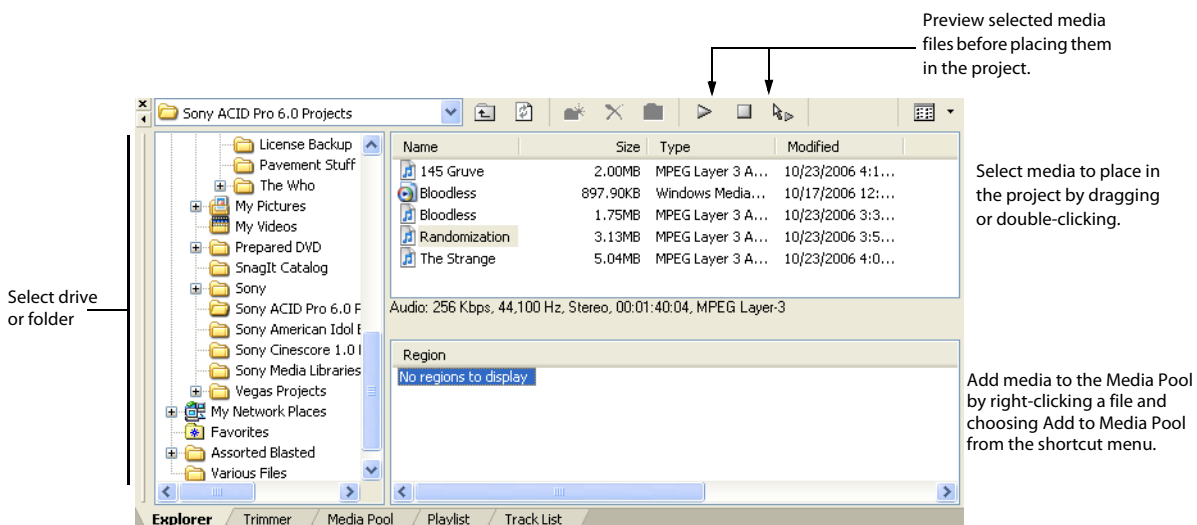 Preview selected media
files before placing them
in the project.
Sony ACID Pro 6.0 Projects
License Backup
Pavement Stuff
The Who
My Pictures
My Videos
Prepared DVD
SnagIt Catalog
Sony
Sony ACID Pro 6.0 P
Sony American Idol E
Sony Cinescore 1.0 I
Sony Media Libraries
Vegas Projects
My Network Places
Favorites
Assorted Blasted
Various Files
Name Size Type Modified
145 Gruve 2.00MB MPEG Layer 3 A... 10/23/2006 4:1...
Bloodless 897.90KB Windows Media... 10/17/2006 12:...
Bloodless 1.75MB MPEG Layer 3 A... 10/23/2006 3:3...
Randomization 3.13MB MPEG Layer 3 A... 10/23/2006 3:5...
The Strange 5.04MB MPEG Layer 3 A... 10/23/2006 4:0...
Audio: 256 Kbps, 44,100 Hz, Stereo, 00:01:40:04, MPEG Layer-3
Region
No regions to display
Select media to place in
the project by dragging
or double-clicking.
Select drive
or folder
Add media to the Media Pool
by right-clicking a file and
choosing Add to Media Pool
from the shortcut menu.
Explorer Trimmer Media Pool Playlist Track List